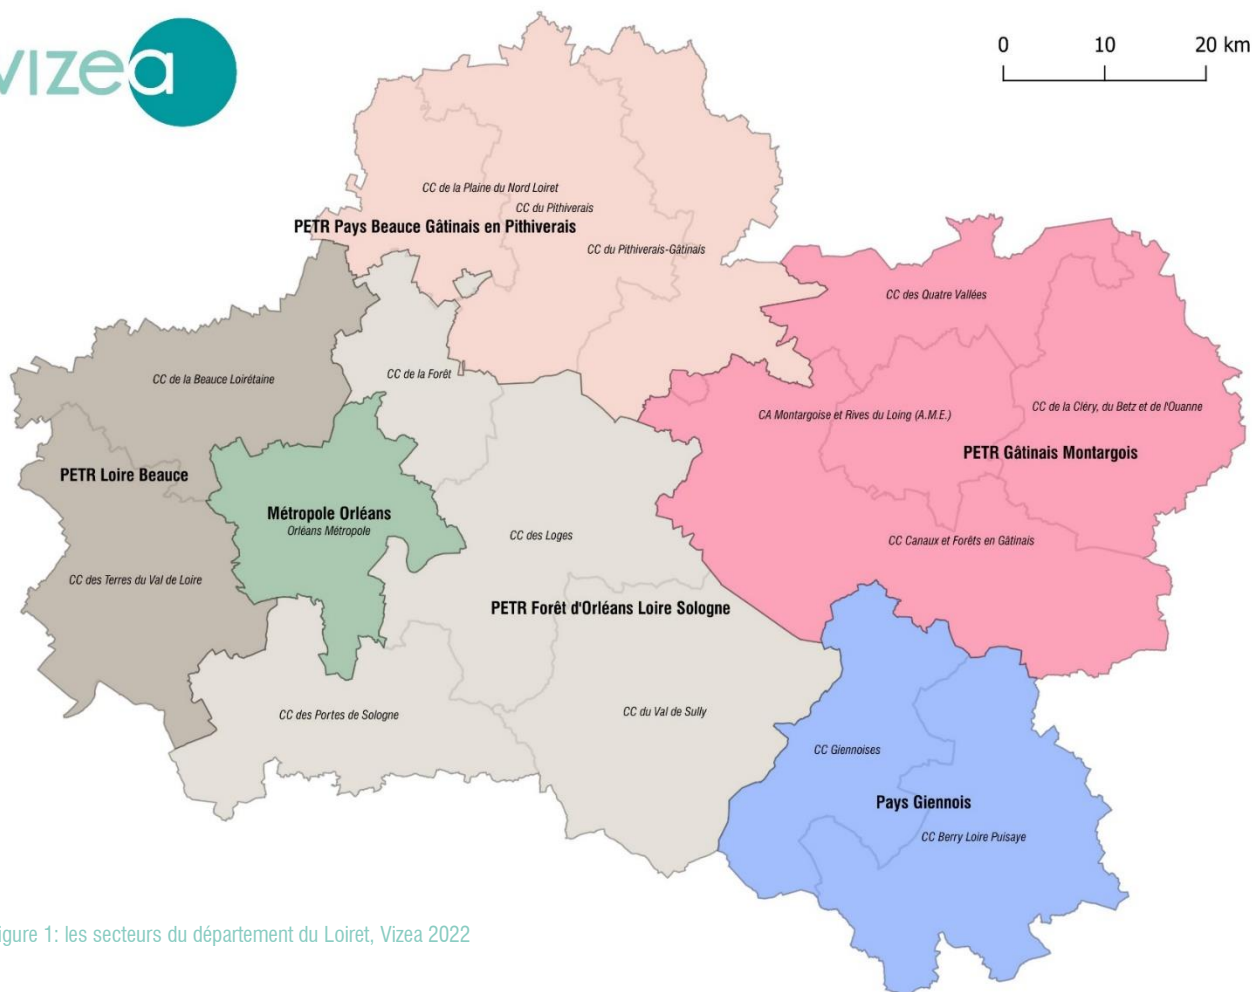 vizea
0 10 20 km
CC de la Plaine du Nord Loiret
CC du Pithiverais
PETR Pays Beauce Gâtinais en Pithiverais
CC du Pithiverais-Gâtinais
CC des Quatre Vallées
CC de la Beauce Loirétaine
CC de la Forêt
CA Montargoise et Rives du Loing (A.M.E.)
CC de la Cléry, du Betz et de l'Ouanne
PETR Gâtinais Montargois
PETR Loire Beauce
Métropole Orléans
Orléans Métropole
CC des Loges
CC Canaux et Forêts en Gâtinais
CC des Terres du Val de Loire
PETR Forêt d'Orléans Loire Sologne
CC des Portes de Sologne
CC du Val de Sully
CC Giennoises
Pays Giennois
CC Berry Loire Puisaye
igure 1: les secteurs du département du Loiret, Vizea 2022